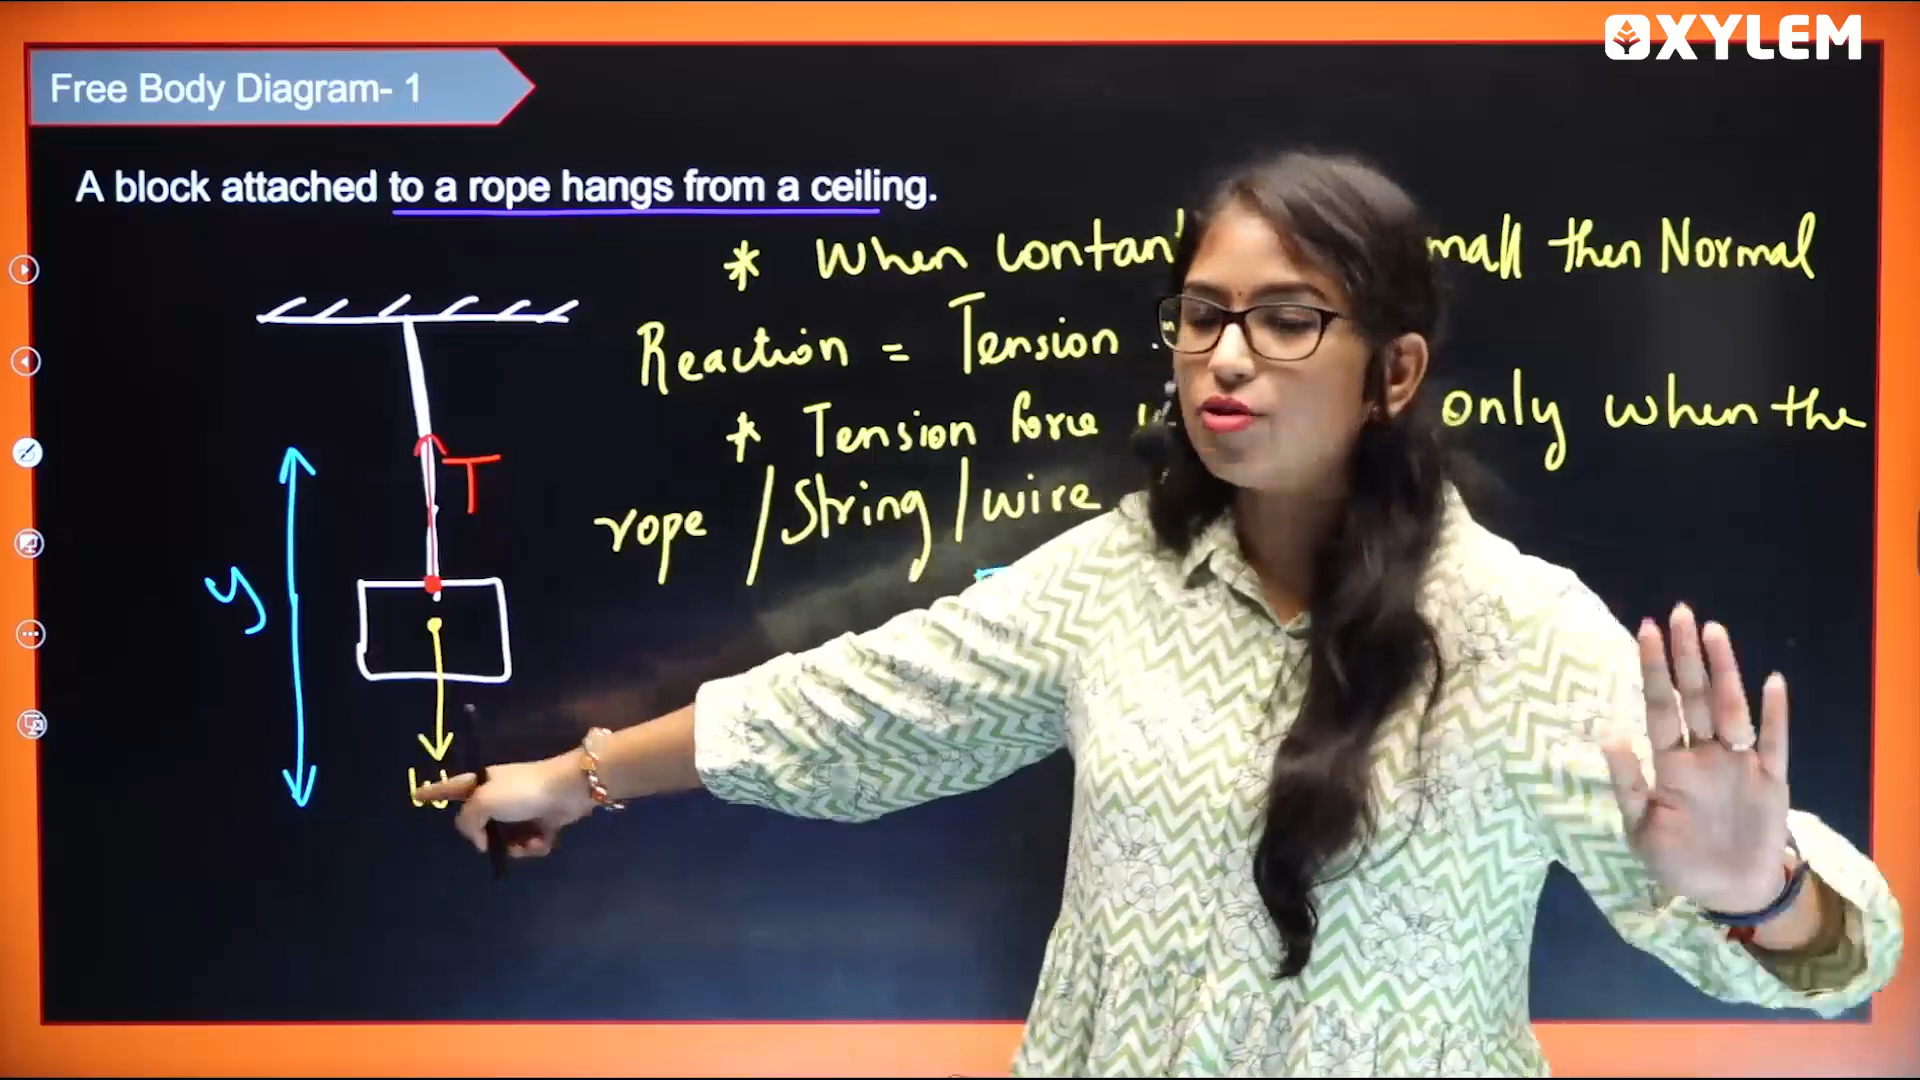 XYLEM
Free Body Diagram- 1
A block attached to a rope hangs from a ceiling.
* When contan
mall then Normal
Reaction = Tension
* Tension force
only when the
rope / String / wire
T
y
W